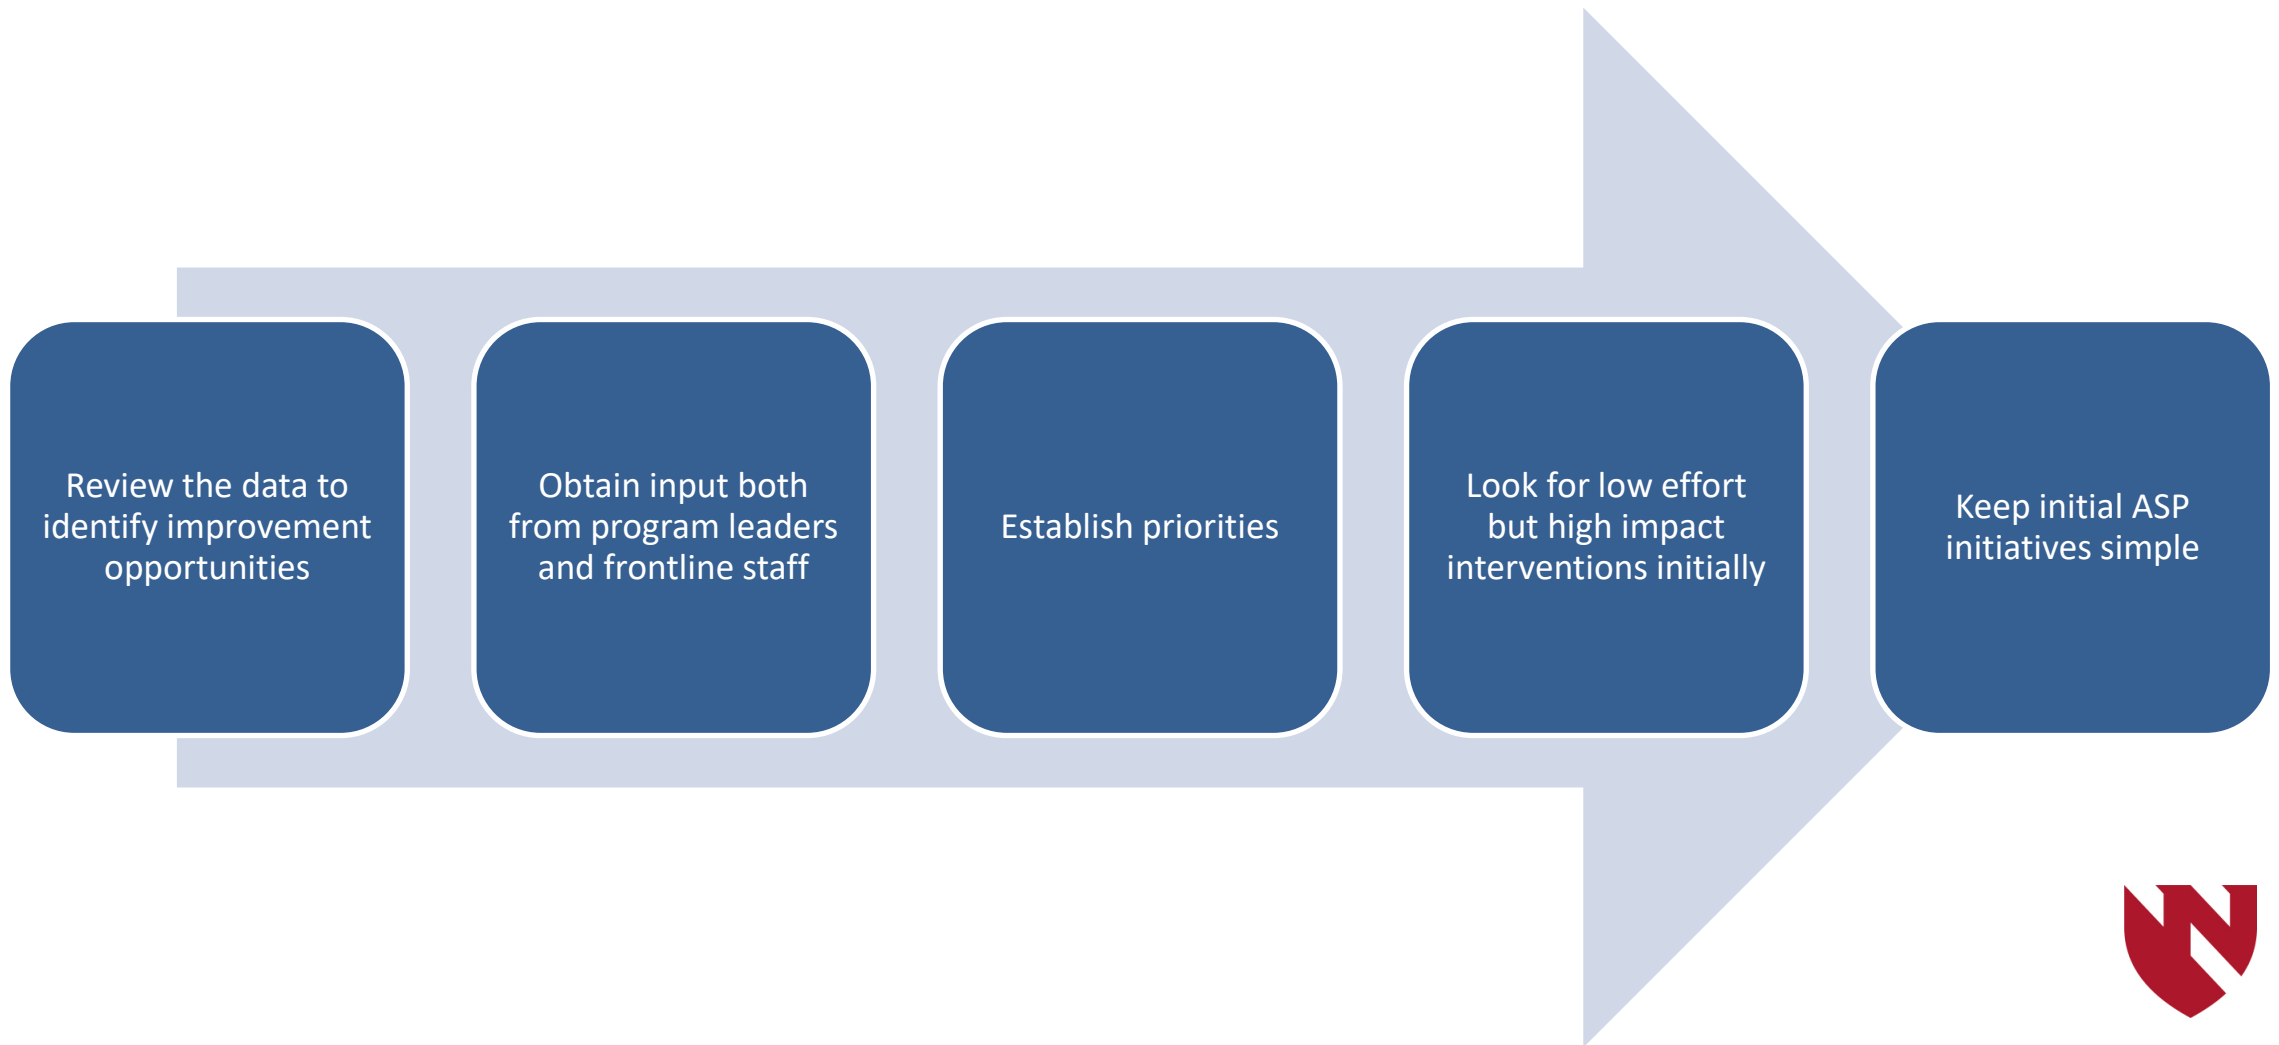 Review the data to
identify improvement
opportunities
Obtain input both
from program leaders
and frontline staff
Establish priorities
Look for low effort
but high impact
interventions initially
Keep initial ASP
initiatives simple